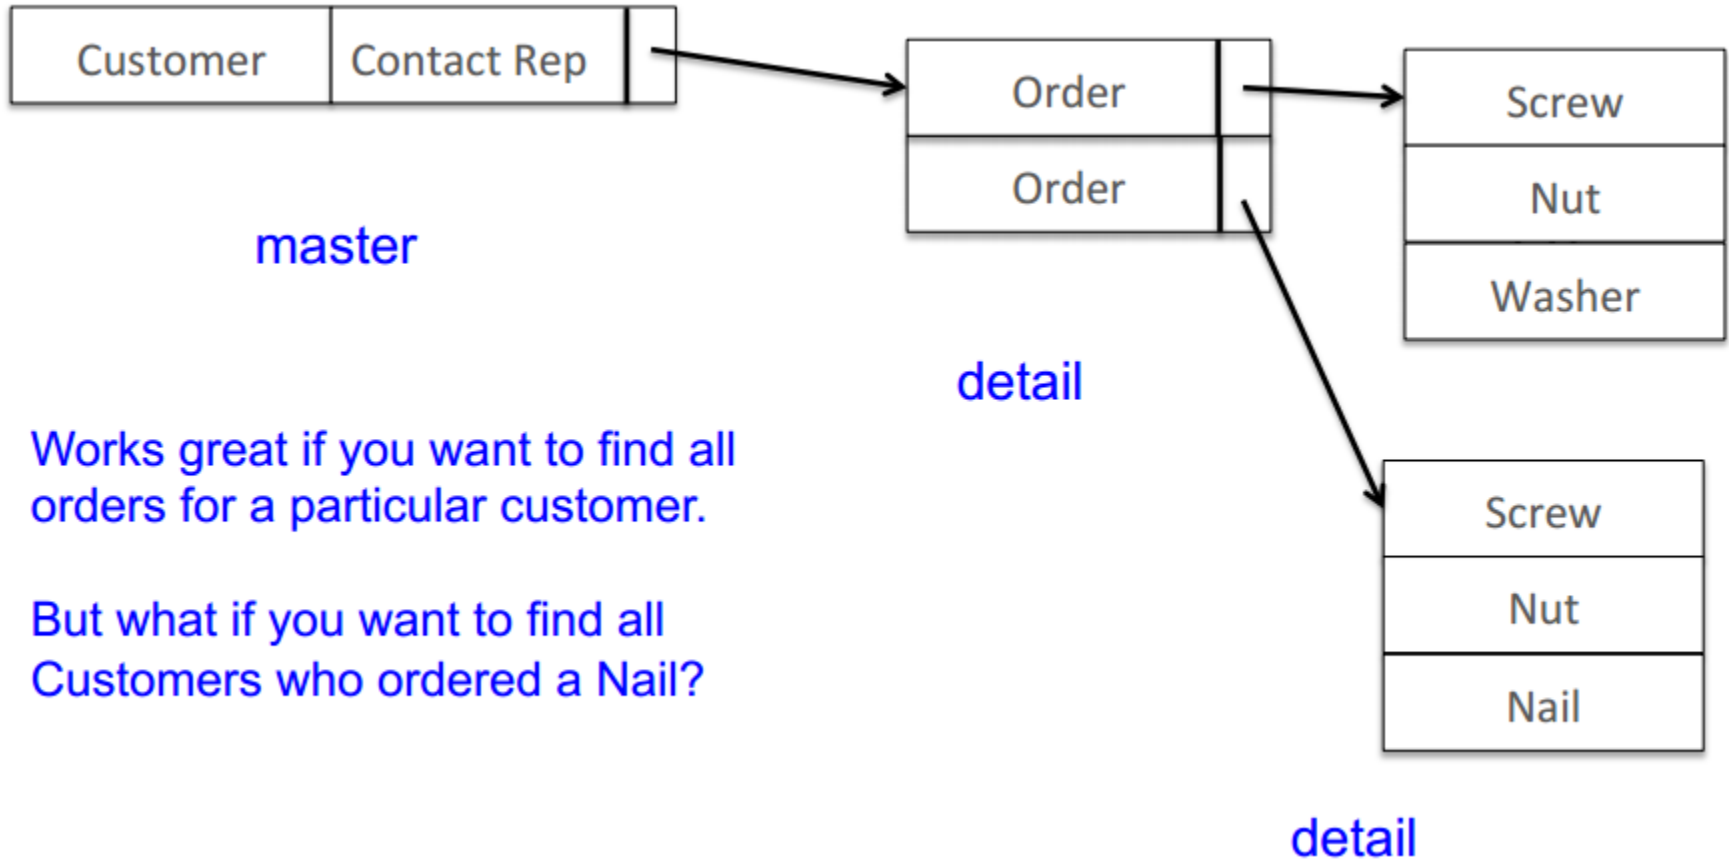 Customer
Contact Rep
Order
Order
Screw
Nut
Washer
master
detail
Works great if you want to find all
orders for a particular customer.
But what if you want to find all
Customers who ordered a Nail?
Screw
Nut
Nail
detail